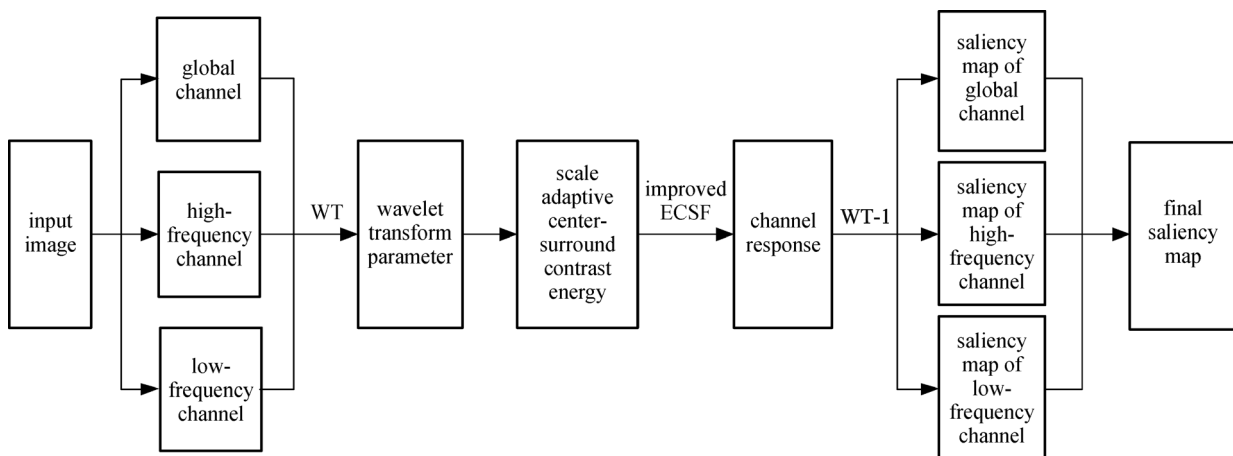 input
image
global
channel
high-
frequency
channel
low-
frequency
channel
WT
wavelet
transform
parameter
scale
adaptive
center-
surround
contrast
energy
improved
ECSF
channel
response
WT-1
saliency
map of
global
channel
saliency
map of
high-
frequency
channel
saliency
map of
low-
frequency
channel
final
saliency
map